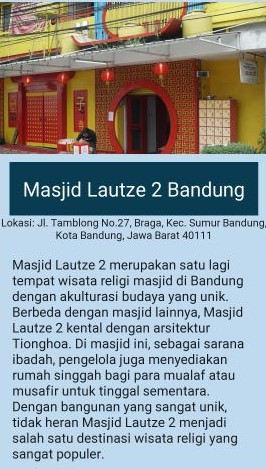 Masjid Lautze 2 Bandung
Lokasi: Jl. Tamblong No.27, Braga, Kec. Sumur Bandung,
Kota Bandung, Jawa Barat 40111
Masjid Lautze 2 merupakan satu lagi
tempat wisata religi masjid di Bandung
dengan akulturasi budaya yang unik.
Berbeda dengan masjid lainnya, Masjid
Lautze 2 kental dengan arsitektur
Tionghoa. Di masjid ini, sebagai sarana
ibadah, pengelola juga menyediakan
rumah singgah bagi para mualaf atau
musafir untuk tinggal sementara.
Dengan bangunan yang sangat unik,
tidak heran Masjid Lautze 2 menjadi
salah satu destinasi wisata religi yang
sangat populer.